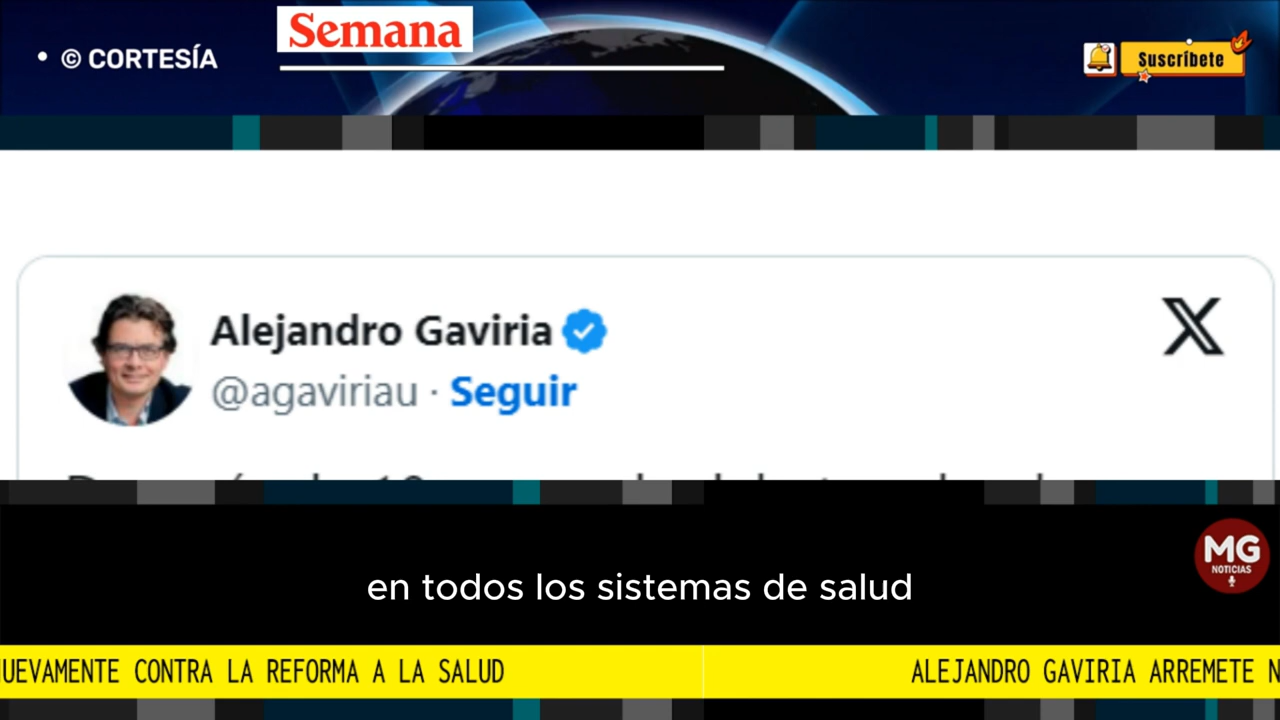 Semana
• © CORTESÍA
Suscríbete
Alejandro Gaviria
@agaviriau · Seguir
en todos los sistemas de salud
MG
NOTICIAS
CONTRA LA REFORMA A LA SALUD
ALEJANDRO GAVIRIA ARREMETE